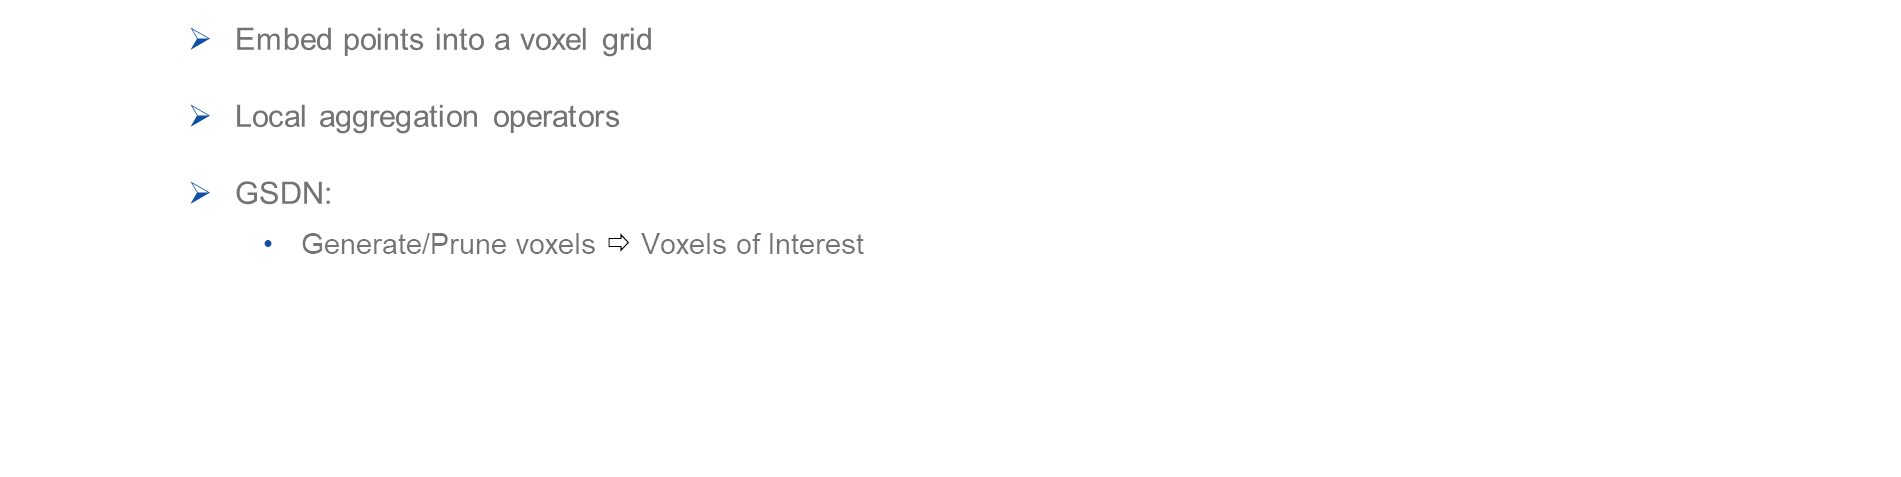 ➢ Embed points into a voxel grid
➢ Local aggregation operators
➢ GSDN:
• Generate/Prune voxels ⇨ Voxels of Interest